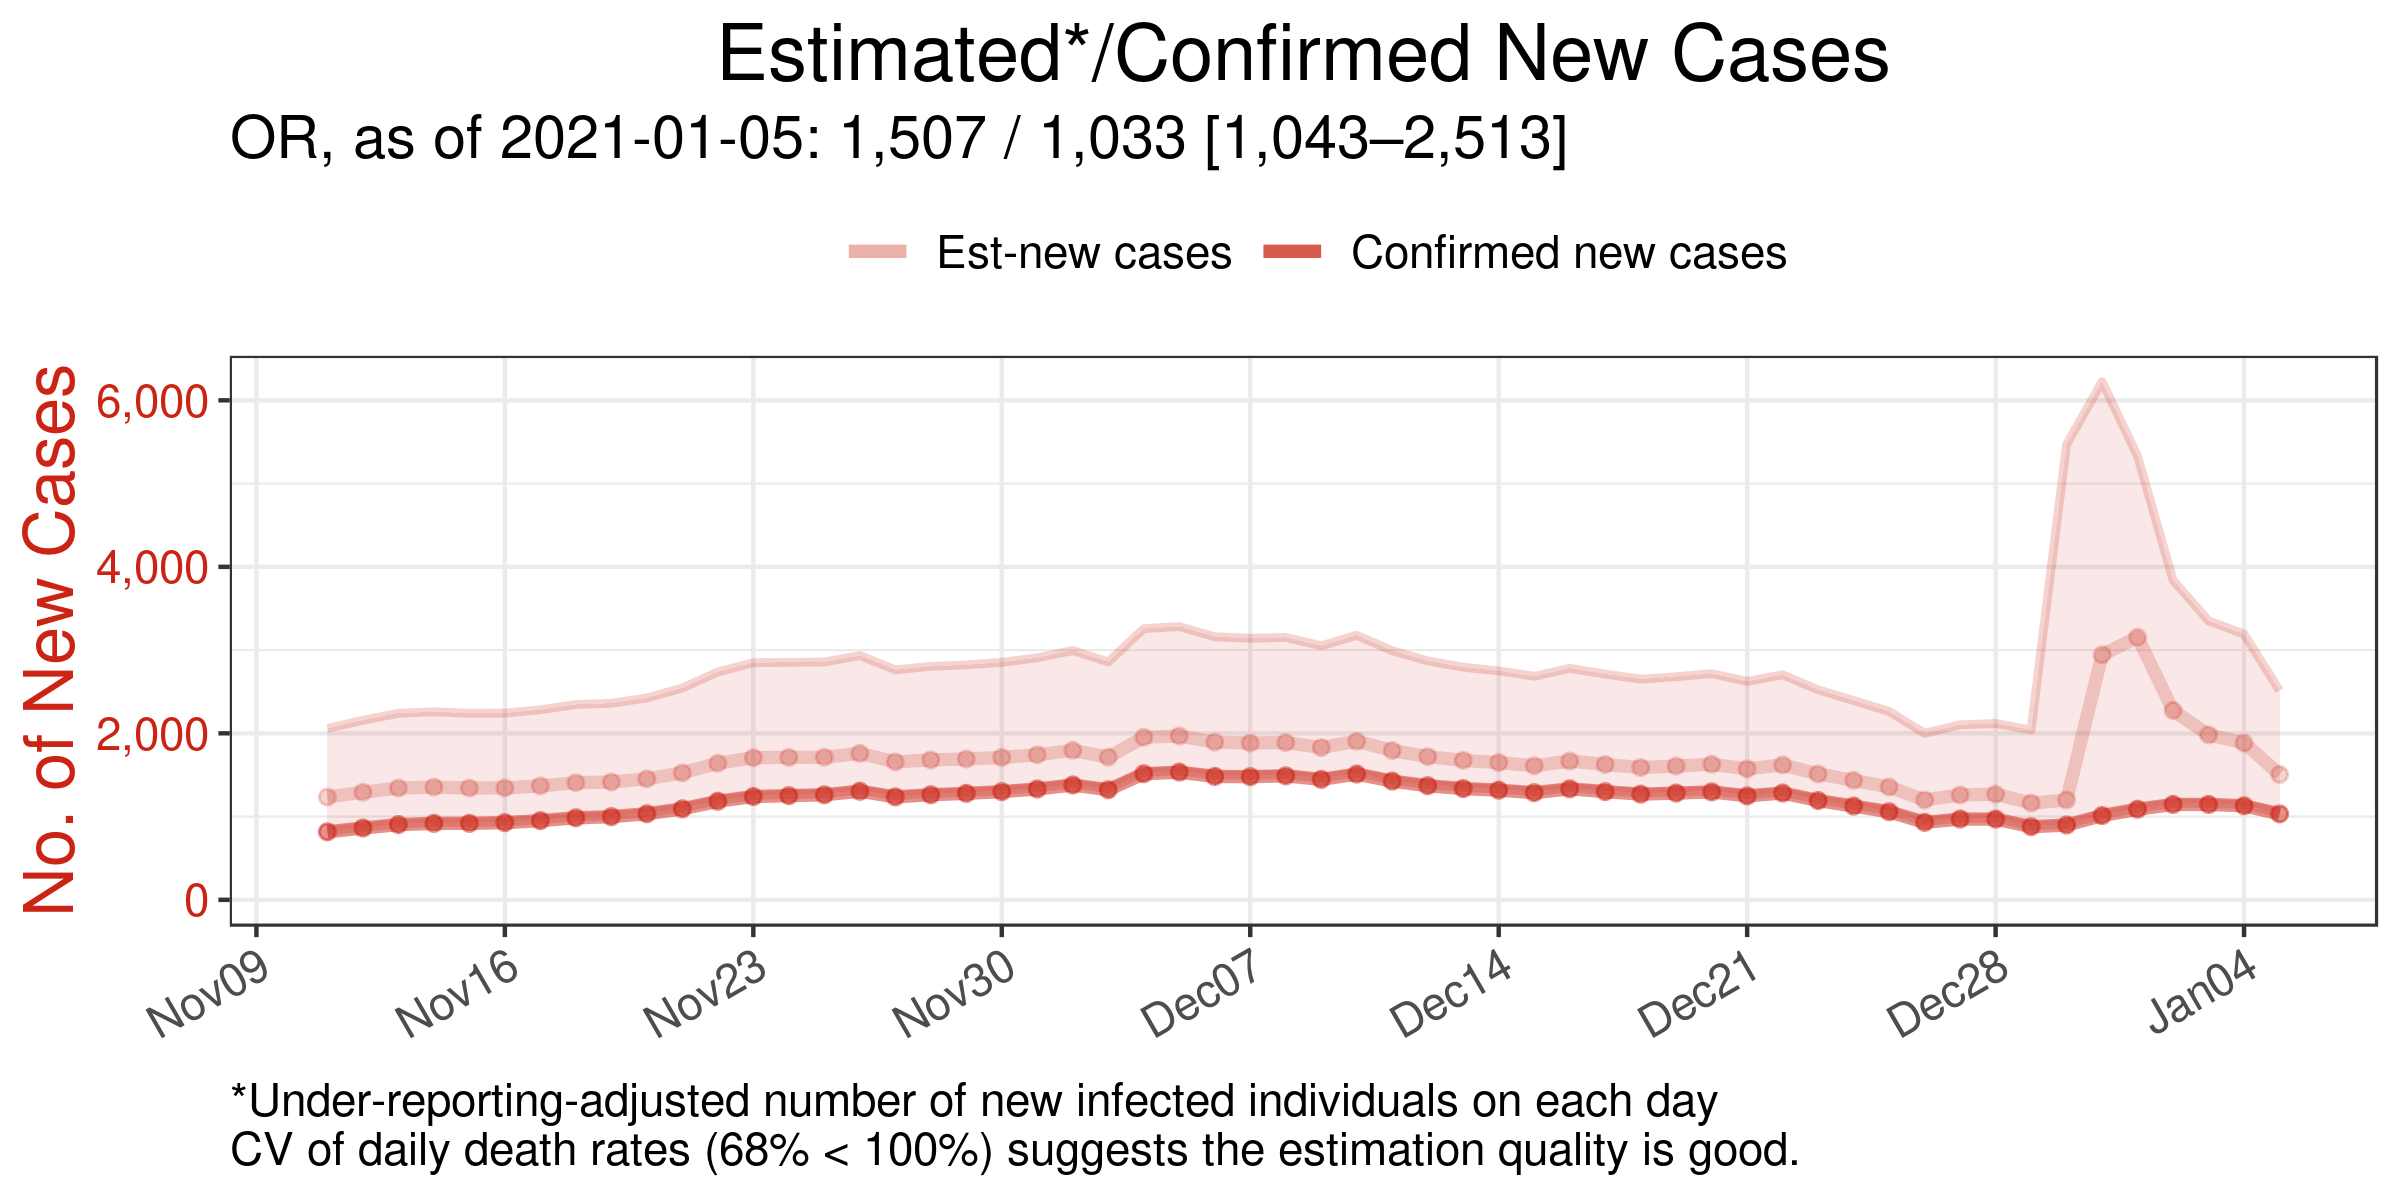 Estimated*/Confirmed New Cases
OR, as of 2021-01-05: 1,507 / 1,033 [1,043–2,513]
Est-new cases
Confirmed new cases
No. of New Cases
6,000
4,000
2,000
0
Nov09
Nov16
Nov23
Nov30
Dec07
Dec14
Dec21
Dec28
Jan04
*Under-reporting-adjusted number of new infected individuals on each day
CV of daily death rates (68% < 100%) suggests the estimation quality is good.